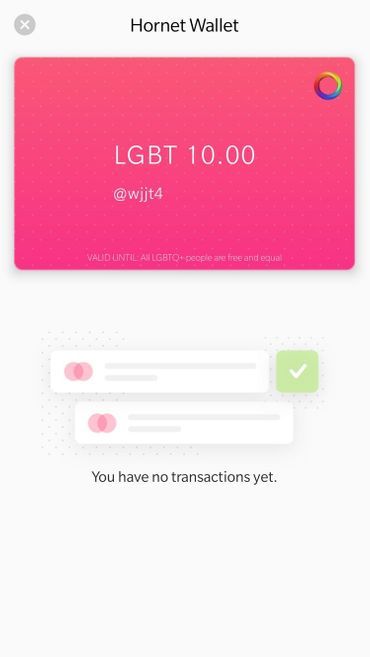 Hornet Wallet
LGBT 10.00
@wjjt4
VALID UNTIL: All LGBTQ+ people are free and equal
You have no transactions yet.